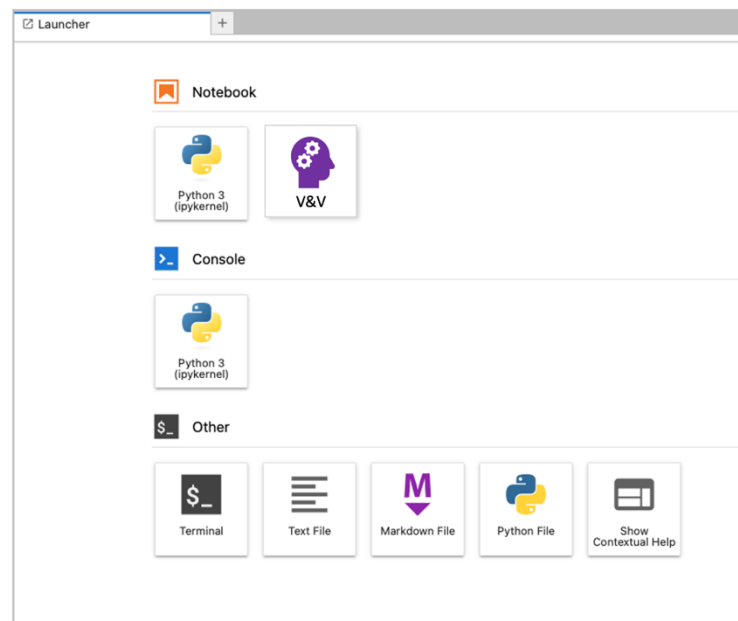 Launcher
+
Notebook
Python 3
(ipykernel)
V&V
>_
Console
Python 3
(ipykernel)
$_
Other
$_
Terminal
Text File
M
Markdown File
Python File
Show
Contextual Help